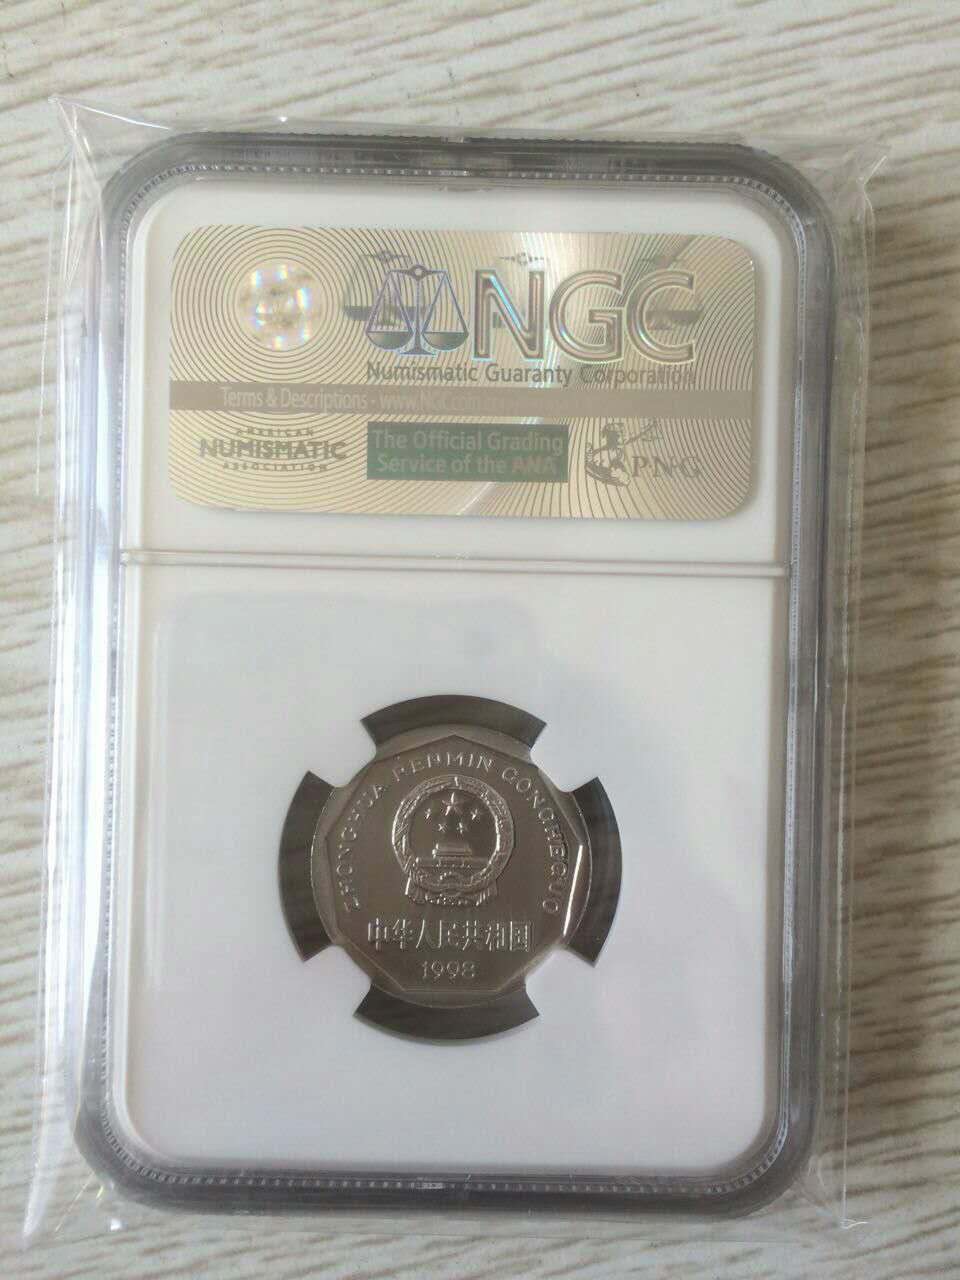 NGC
Numismatic Guaranty Corporation
Terms & Descriptions - www.NGCcoin
AMERICAN
NUMISMATIC
ASSOCIATION
The Official Grading
Service of the ANA
PNG
ZHONGHUA RENMIN GONGHEGUO
中华人民共和国
1998